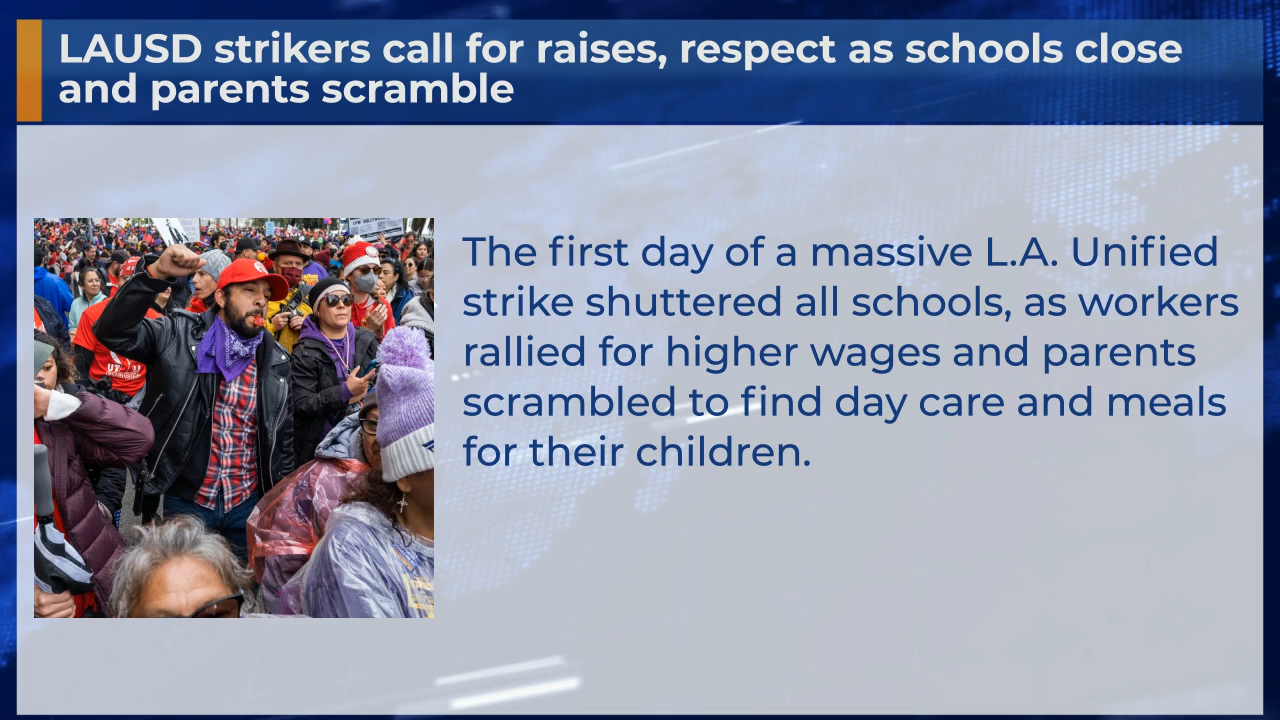 LAUSD strikers call for raises, respect as schools close
and parents scramble
The first day of a massive L.A. Unified
strike shuttered all schools, as workers
rallied for higher wages and parents
scrambled to find day care and meals
for their children.